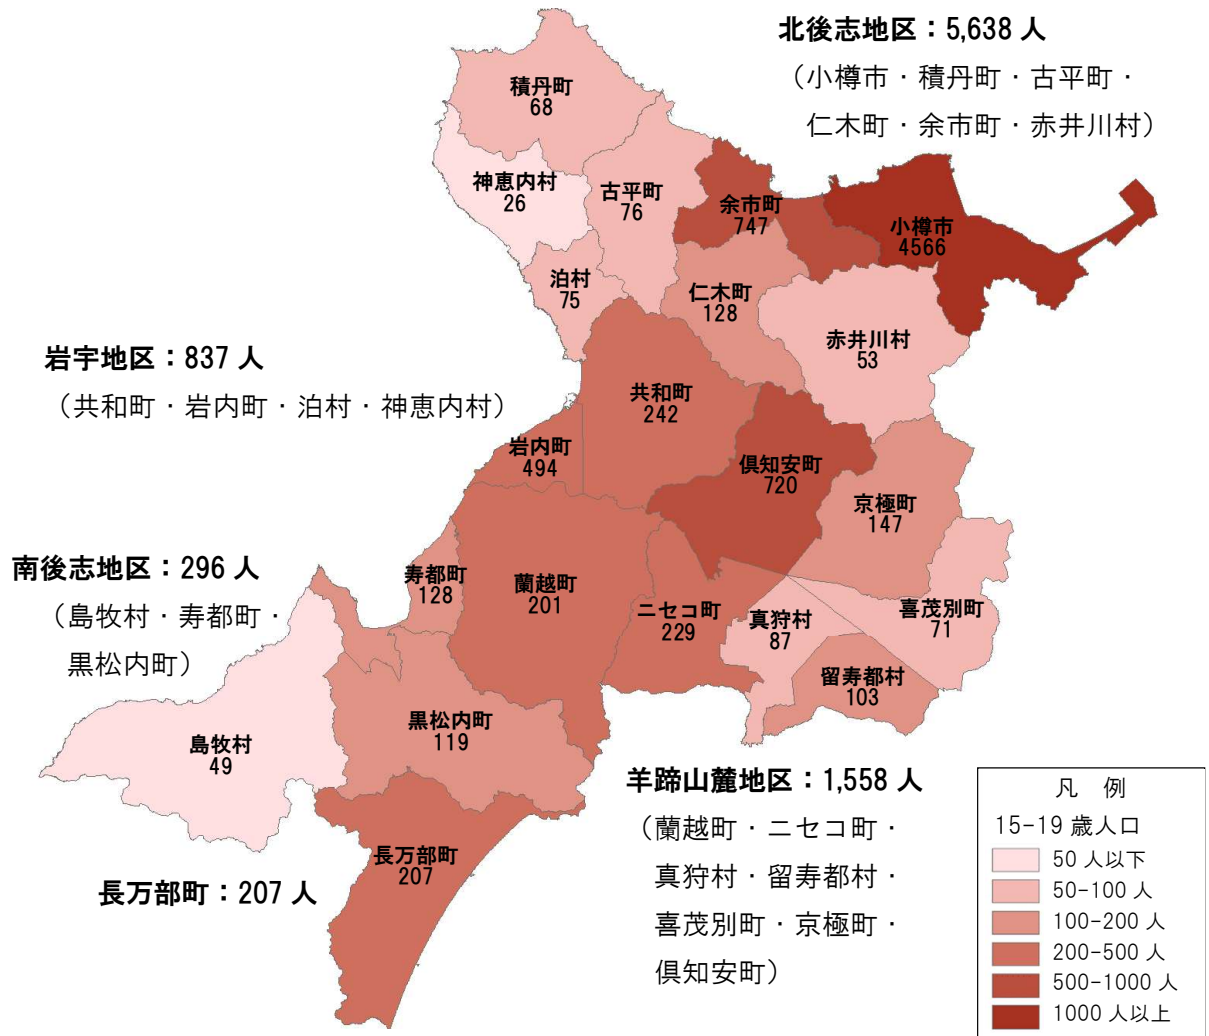 北後志地区：5,638 人
（小樽市・積丹町・古平町・
仁木町・余市町・赤井川村）
積丹町
68
神恵内村
26
古平町
76
余市町
747
小樽市
4566
泊村
75
仁木町
128
赤井川村
53
岩宇地区：837 人
（共和町・岩内町・泊村・神恵内村）
共和町
242
岩内町
494
倶知安町
720
京極町
147
南後志地区：296 人
（島牧村・寿都町・
黒松内町）
寿都町
128
蘭越町
201
ニセコ町
229
真狩村
87
喜茂別町
71
留寿都村
103
黒松内町
119
島牧村
49
羊蹄山麓地区：1,558 人
（蘭越町・ニセコ町・
真狩村・留寿都村・
喜茂別町・京極町・
倶知安町）
長万部町
207
長万部町：207 人
凡 例
15-19 歳人口
50 人以下
50-100 人
100-200 人
200-500 人
500-1000 人
1000 人以上